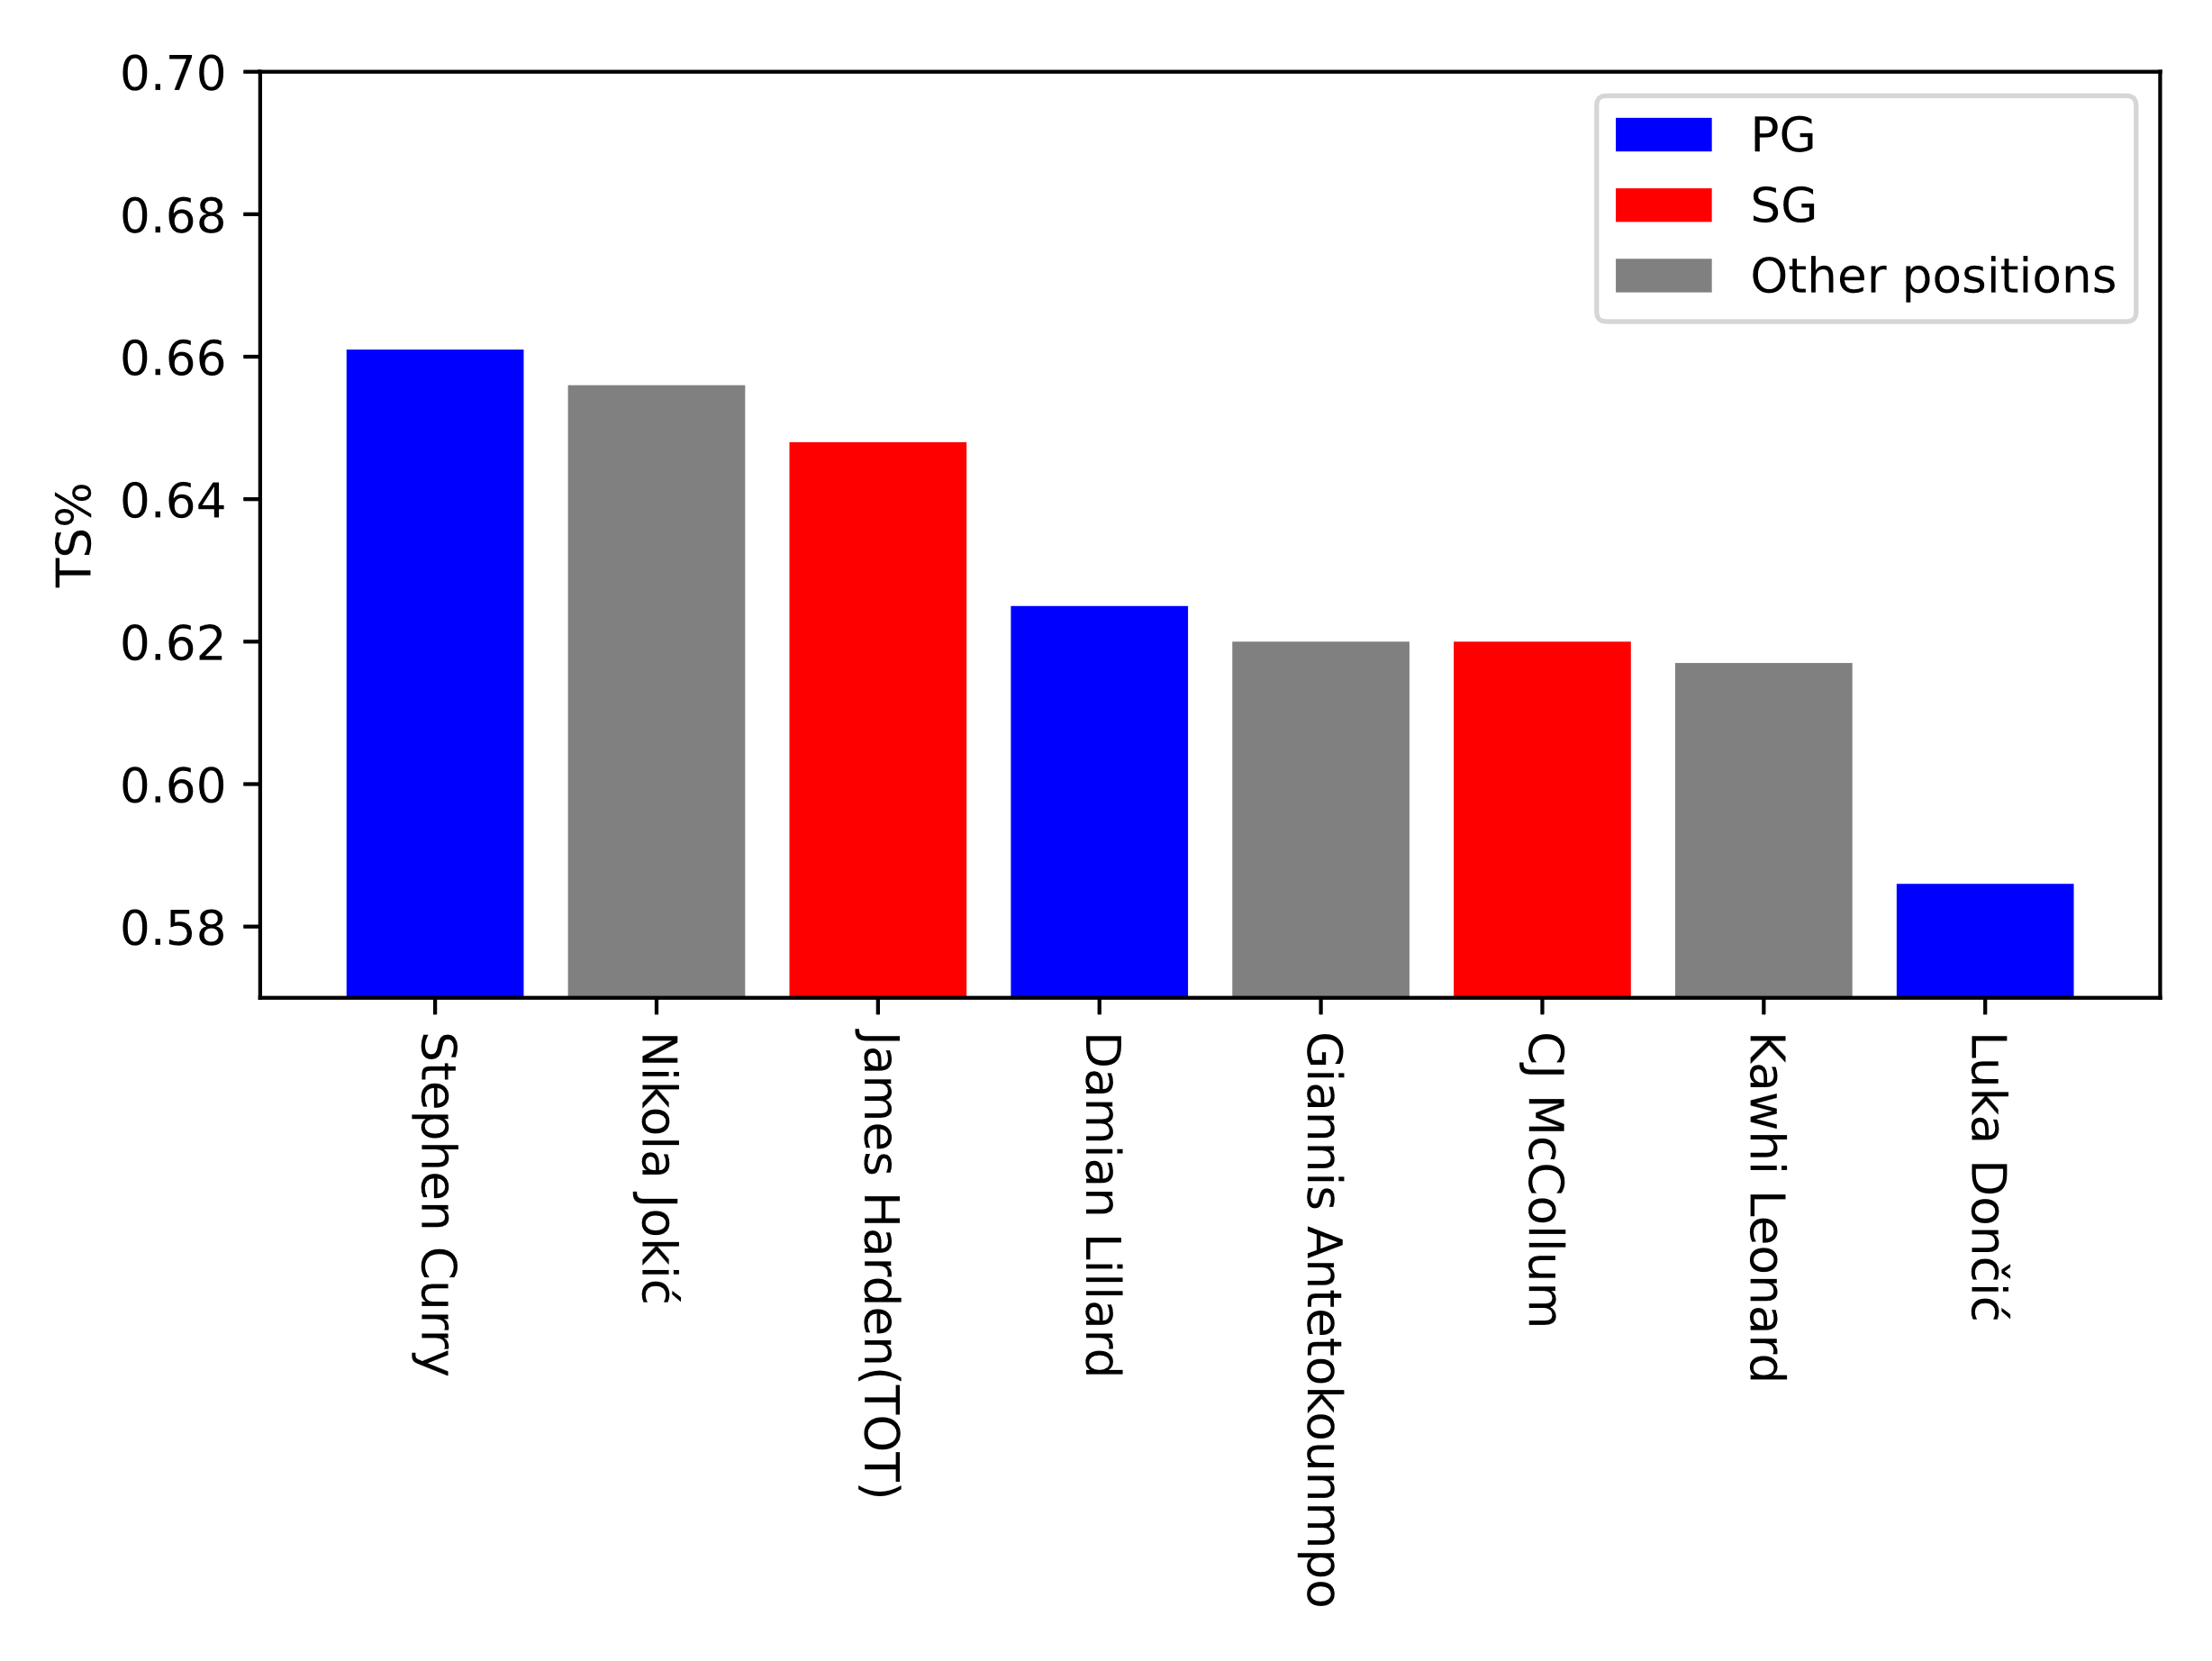 0.70
0.68
0.66
0.64
0.62
0.60
0.58
TS%
PG
SG
Other positions
Stephen Curry
Nikola Jokić
James Harden(TOT)
Damian Lillard
Giannis Antetokounmpo
CJ McCollum
Kawhi Leonard
Luka Dončić